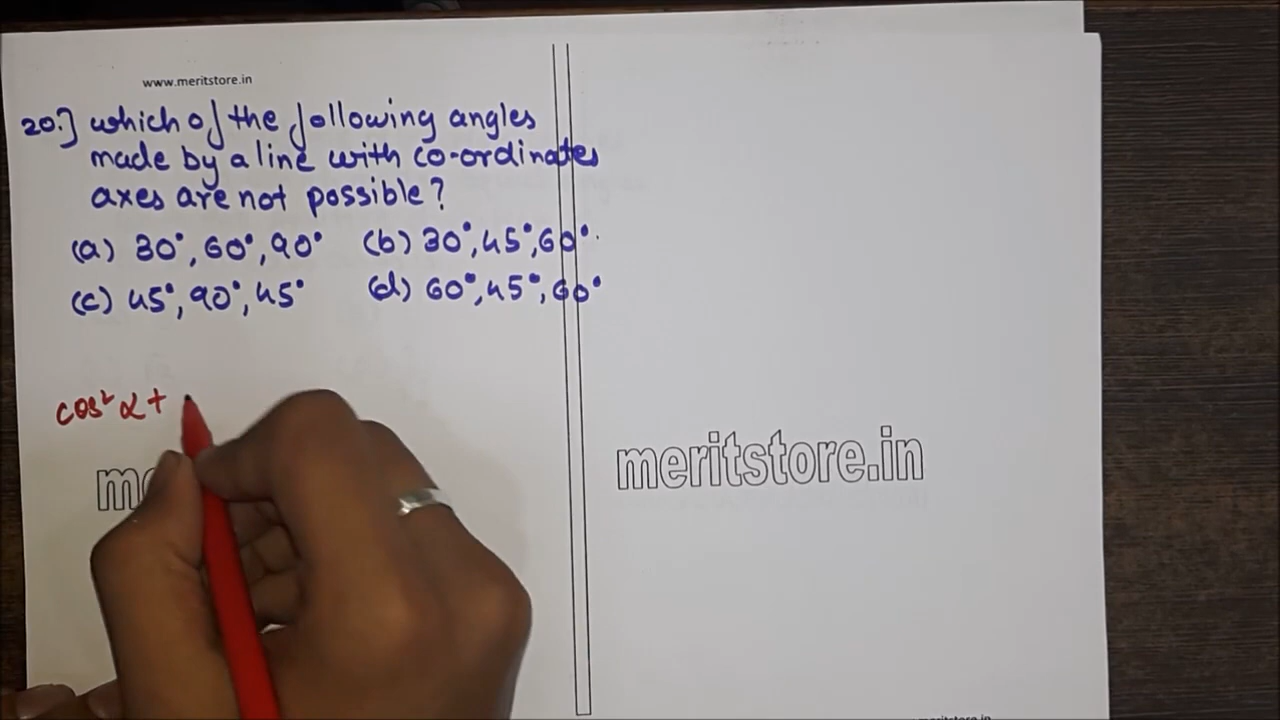 www.meritstore.in
20.] which of the following angles
made by a line with co-ordinates
axes are not possible?
(a) 30°, 60°, 90° (b) 30°, 45°, 60°.
(c) 45°, 90°, 45° (d) 60°, 45°, 60°
cos² α +
meritstore.in